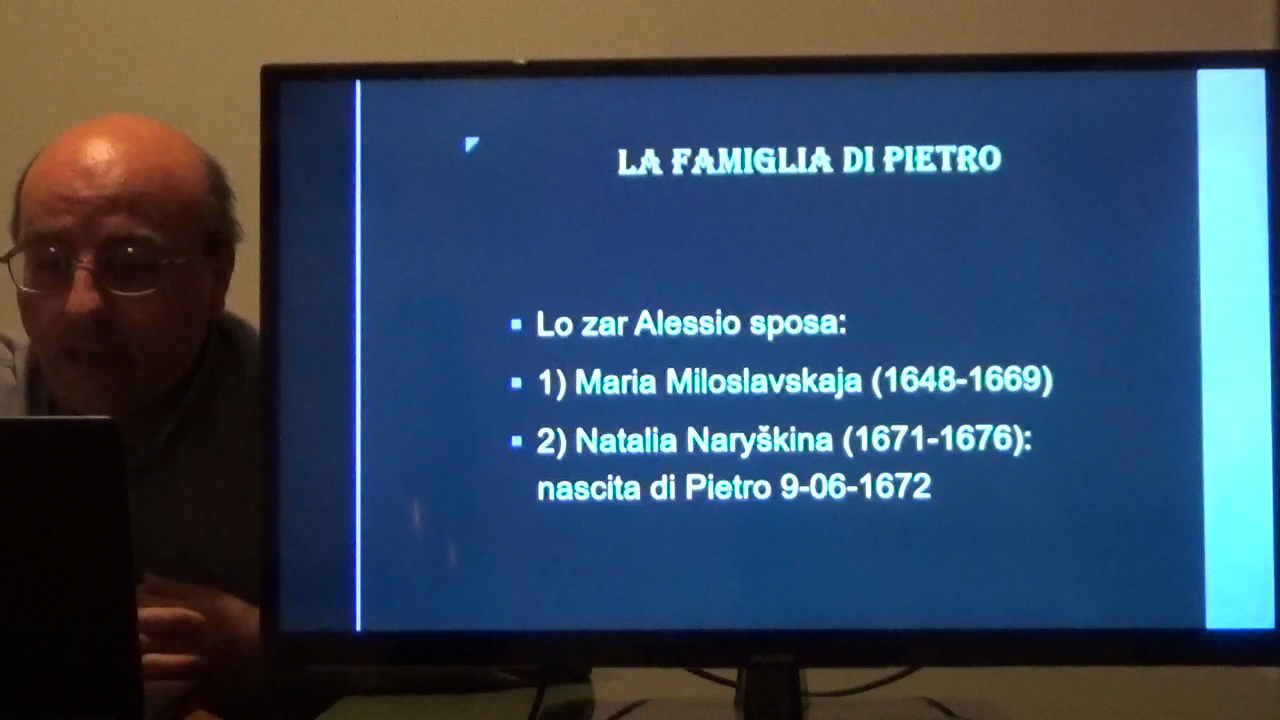 LA FAMIGLIA DI PIETRO
Lo zar Alessio sposa:
1) Maria Miloslavskaja (1648-1669)
2) Natalia Naryškina (1671-1676):
nascita di Pietro 9-06-1672